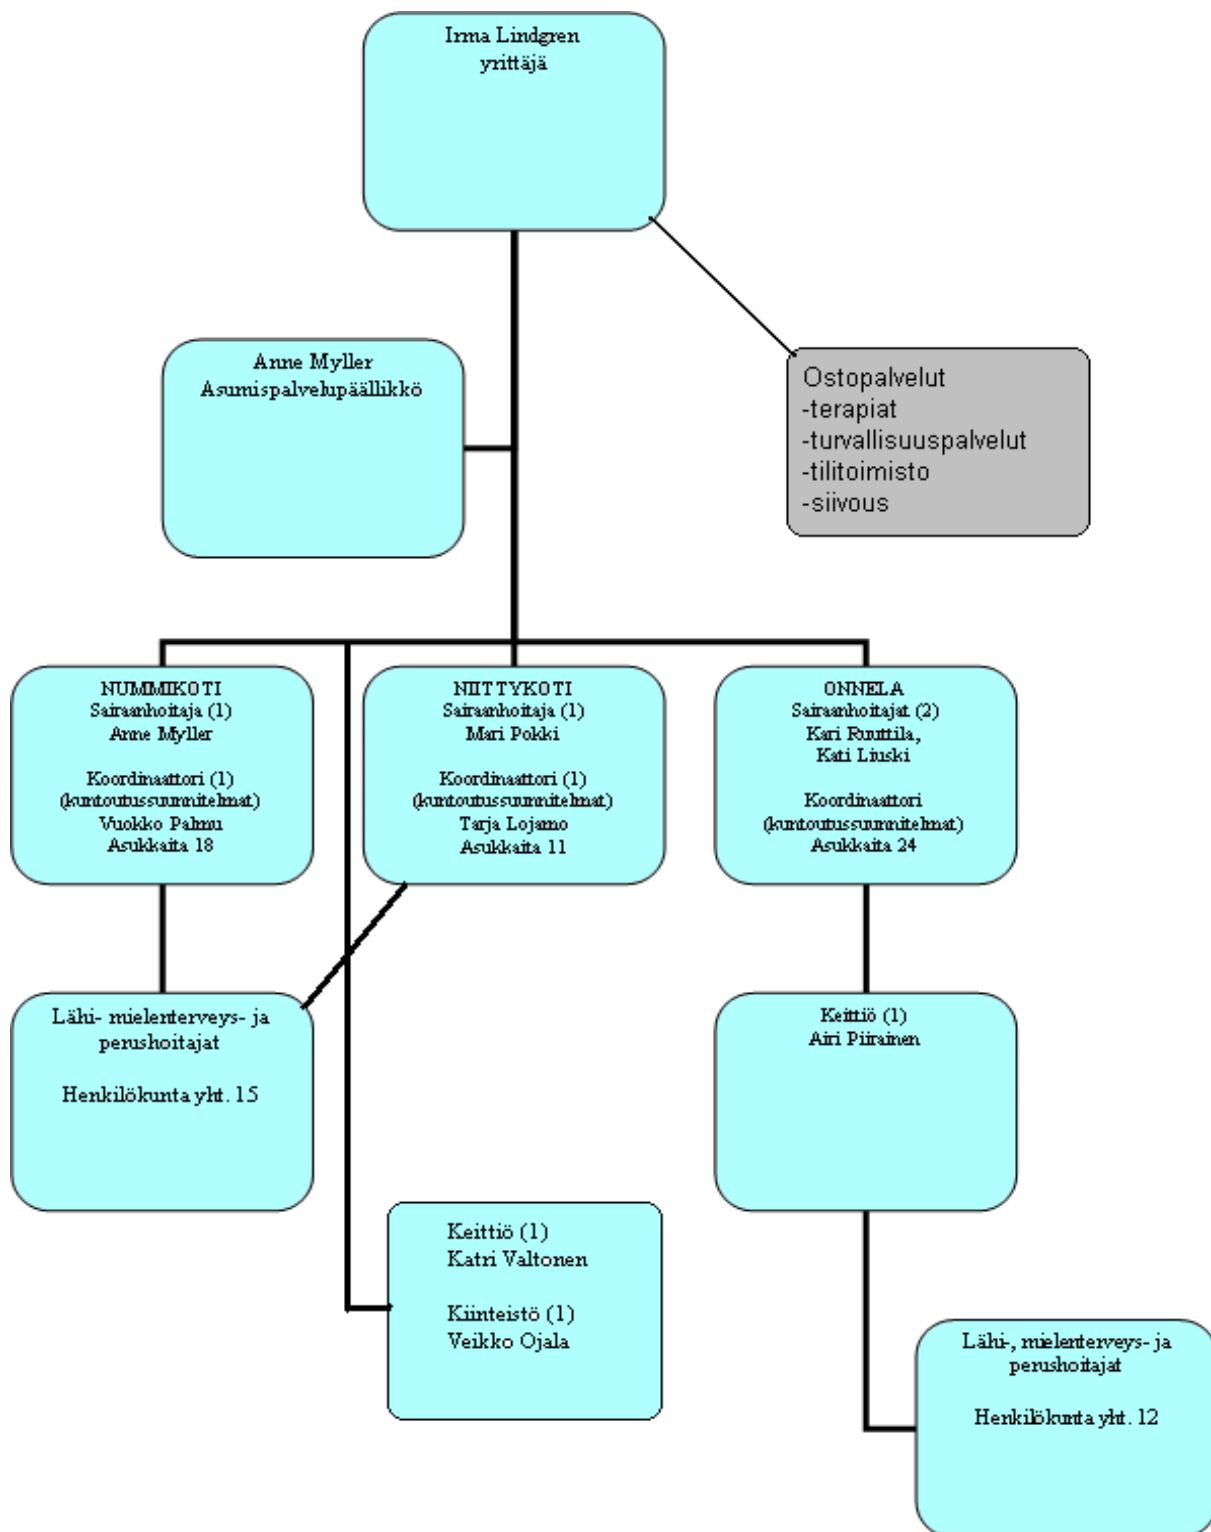 Irma Lindgren
yrittäjä
Anne Myller
Asumispalvelupäällikkö
Ostopalvelut
-terapiat
-turvallisuuspalvelut
-tilitoimisto
-siivous
NUMMIKOTI
Sairaanhoitaja (1)
Anne Myller
Koordinaattori (1)
(kuntoutussuunnitelmat)
Vuokko Palmu
Asukkaita 18
NIITTYKOTI
Sairaanhoitaja (1)
Mari Pokki
Koordinaattori (1)
(kuntoutussuunnitelmat)
Tarja Lojamo
Asukkaita 11
ONNELA
Sairaanhoitajat (2)
Kari Ruuttila,
Kati Liuski
Koordinaattori
(kuntoutussuunnitelmat)
Asukkaita 24
Lähi- mielenterveys- ja
perushoitajat
Henkilökunta yht. 15
Keittiö (1)
Airi Piirainen
Keittiö (1)
Katri Valtonen
Kiinteistö (1)
Veikko Ojala
Lähi-, mielenterveys- ja
perushoitajat
Henkilökunta yht. 12